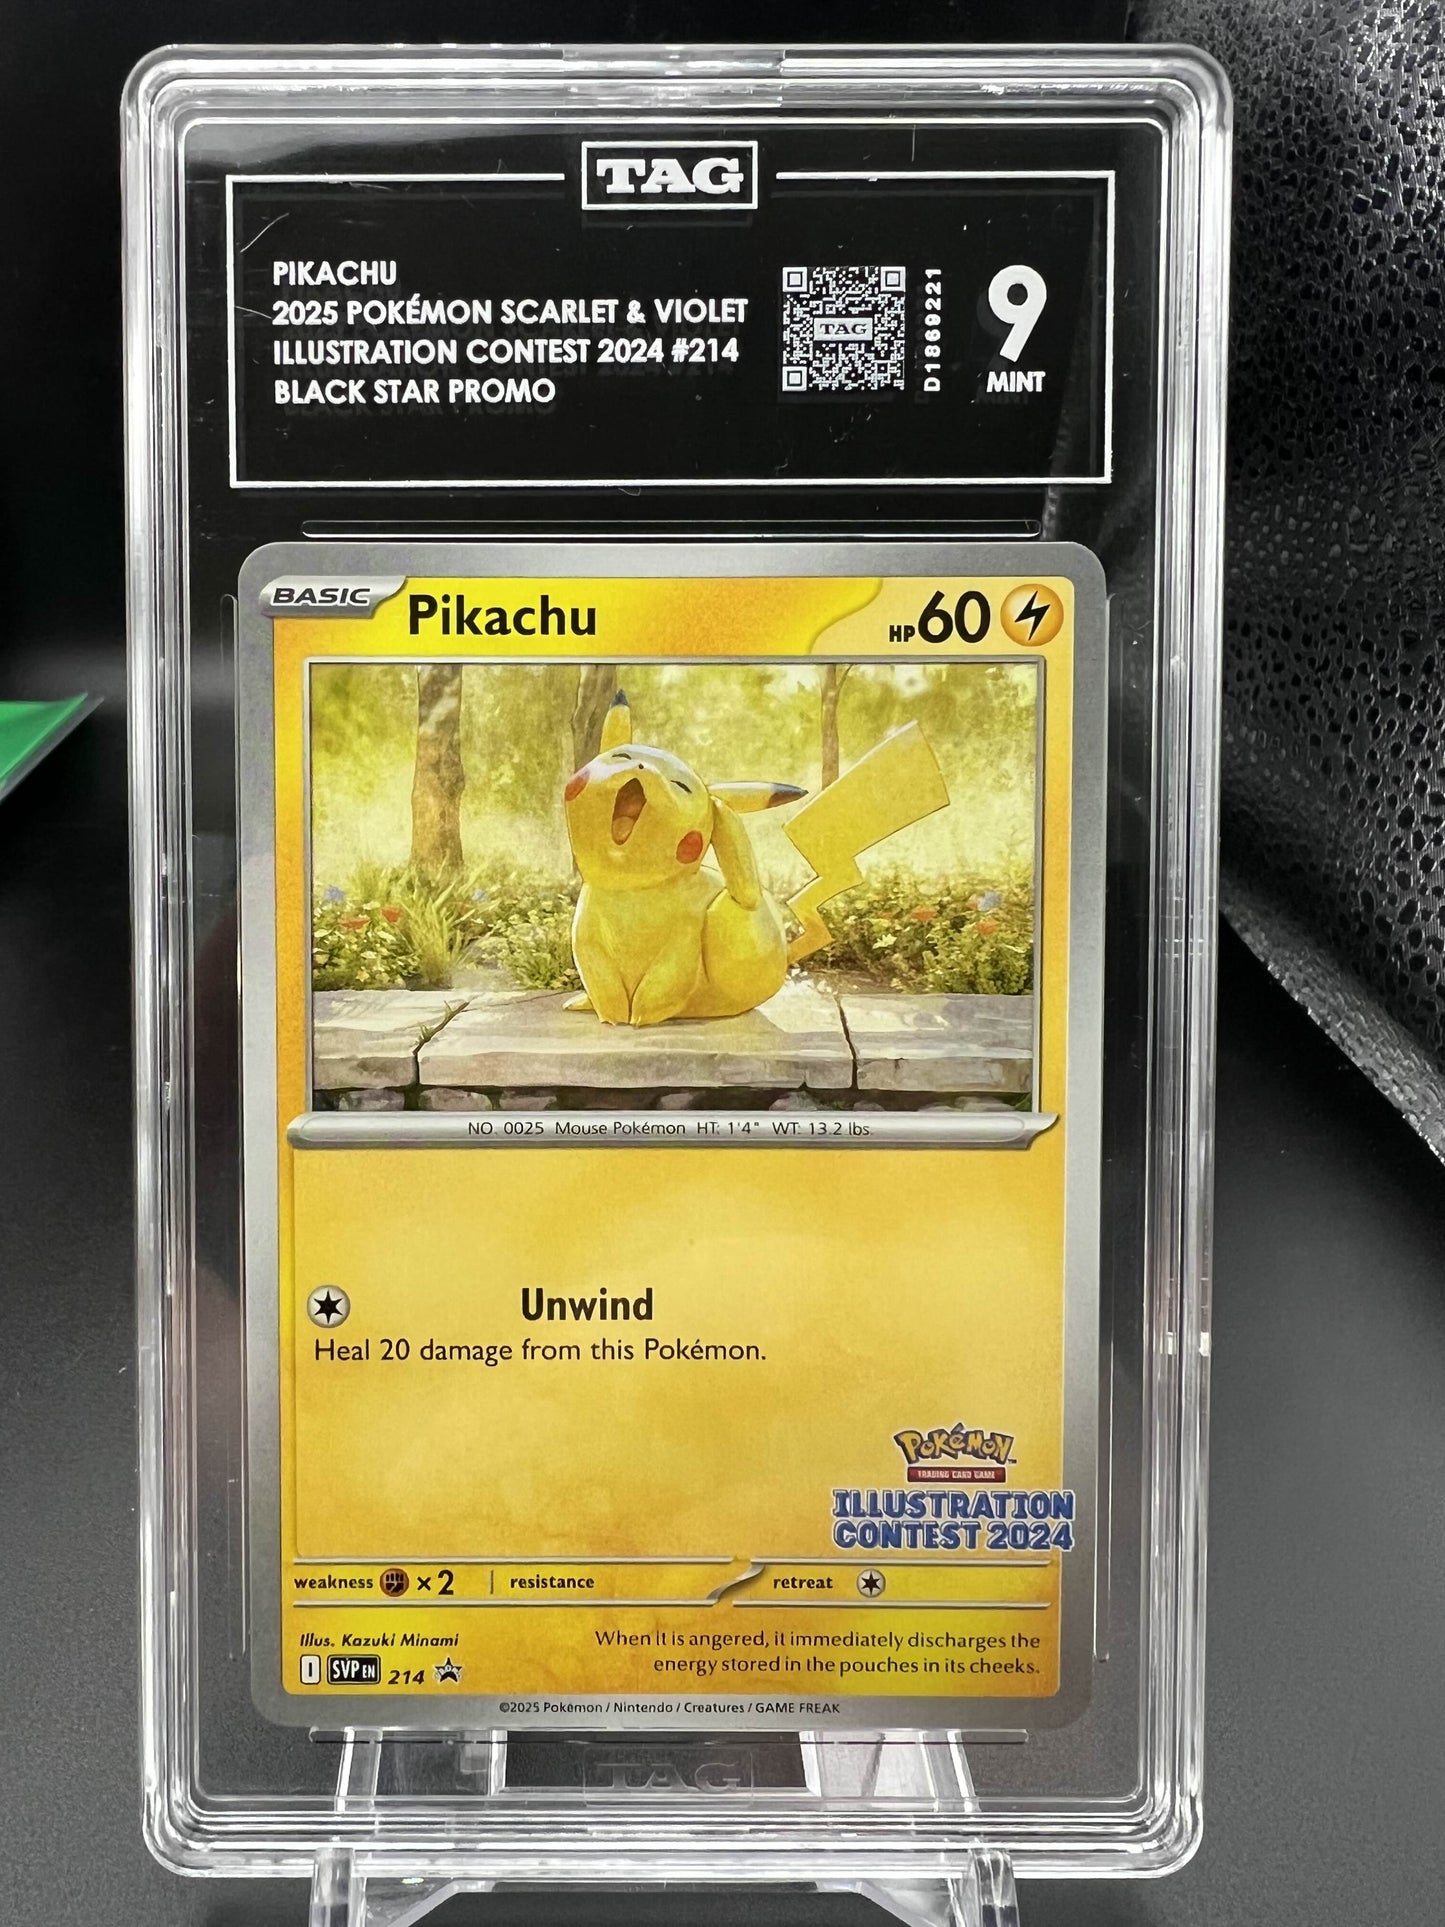 TAG
PIKACHU
2025 POKÉMON SCARLET & VIOLET
ILLUSTRATION CONTEST 2024 #214
BLACK STAR PROMO
TAG
D1869221
9
MINT
BASIC
Pikachu
HP 60
NO. 0025 Mouse Pokémon HT: 1'4" WT: 13.2 lbs.
Unwind
Heal 20 damage from this Pokémon.
POKéMON
TRADING CARD GAME
ILLUSTRATION
CONTEST 2024
weakness ×2 resistance retreat
Illus. Kazuki Minami
I SVP EN 214
When it is angered, it immediately discharges the
energy stored in the pouches in its cheeks.
©2025 Pokémon / Nintendo / Creatures / GAME FREAK
TAG